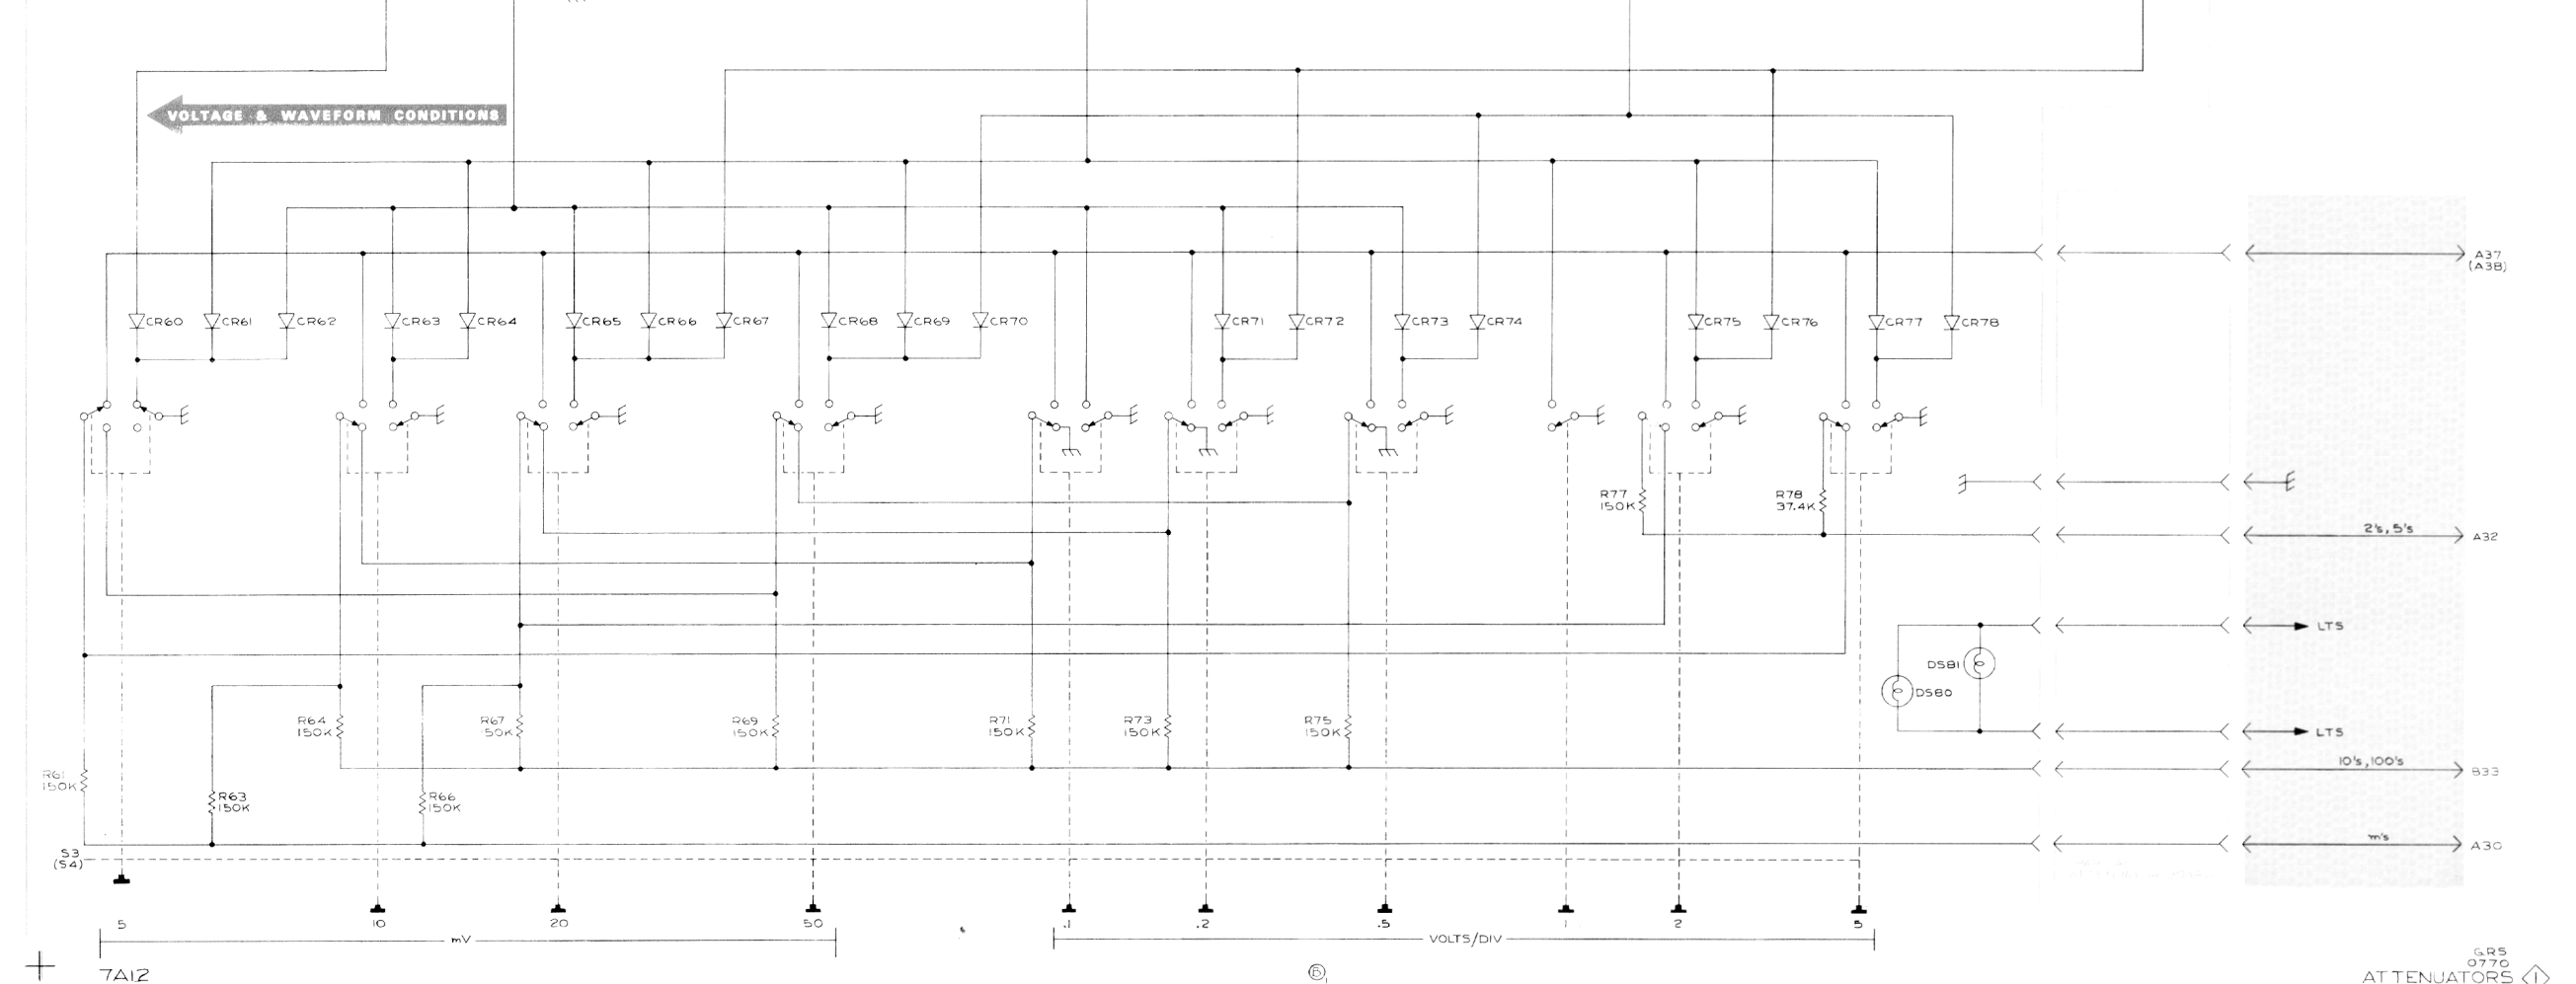 VOLTAGE & WAVEFORM CONDITIONS
A37
(A38)
CR60
CR61
CR62
CR63
CR64
CR65
CR66
CR67
CR68
CR69
CR70
CR71
CR72
CR73
CR74
CR75
CR76
CR77
CR78
R77
150K
R78
37.4K
2's, 5's
A32
LTS
DS81
DS80
R64
150K
R67
R69
150K
R71
150K
R73
150K
R75
150K
LTS
R61
150K
R63
150K
R66
150K
10's, 100's
B33
m's
A30
S3
(S4)
5
10
20
50
.1
.2
.5
1
2
5
mV
VOLTS/DIV
7A12
B
GRS
0770
ATTENUATORS 1